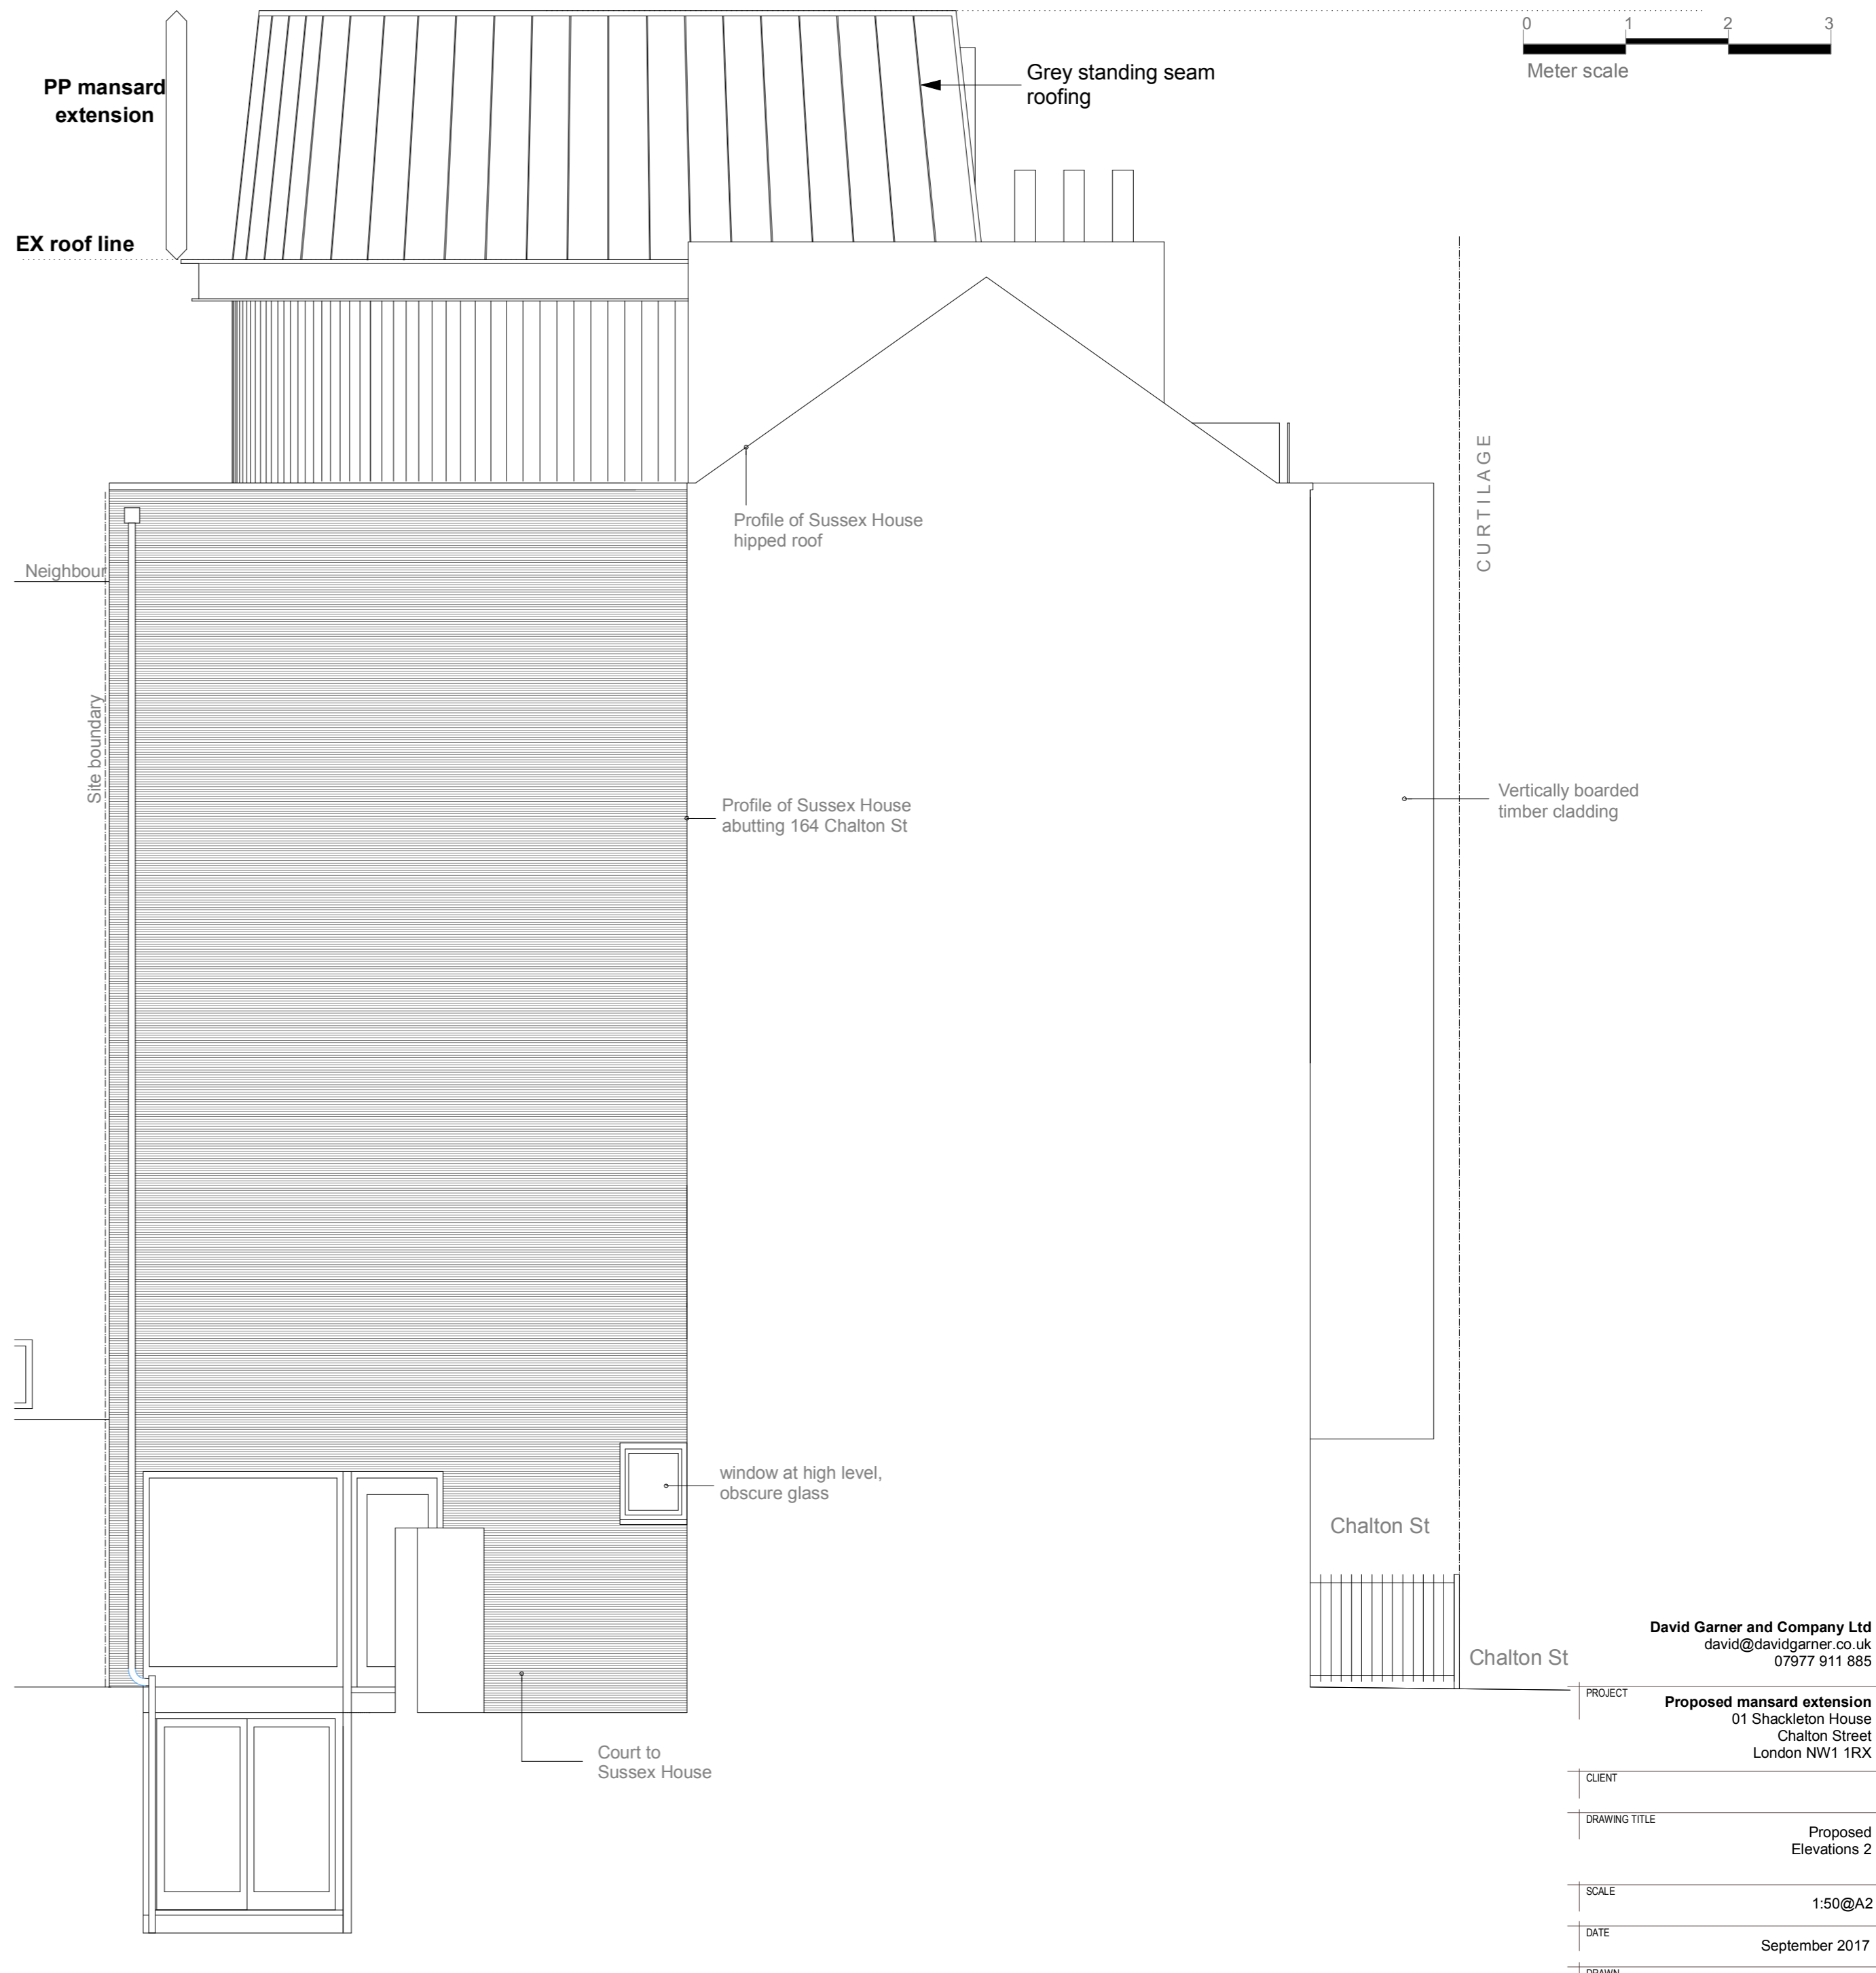 0 1 2 3
Meter scale
PP mansard
extension
Grey standing seam
roofing
EX roof line
CURTILAGE
Profile of Sussex House
hipped roof
Neighbour
Site boundary
Profile of Sussex House
abutting 164 Chalton St
Vertically boarded
timber cladding
window at high level,
obscure glass
Chalton St
Chalton St
Court to
Sussex House
David Garner and Company Ltd
david@davidgarner.co.uk
07977 911 885
PROJECT
Proposed mansard extension
01 Shackleton House
Chalton Street
London NW1 1RX
CLIENT
DRAWING TITLE
Proposed
Elevations 2
SCALE
1:50@A2
DATE
September 2017
DRAWN